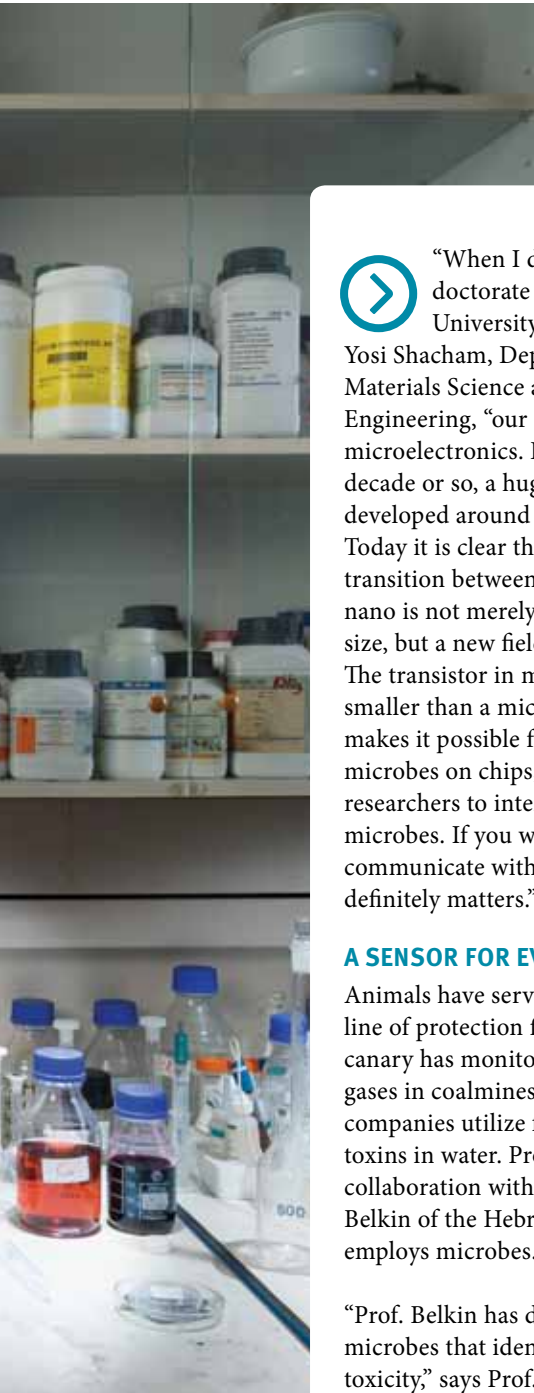 “When I d
doctorate
University
Yosi Shacham, Dep
Materials Science a
Engineering, “our
microelectronics. I
decade or so, a hug
developed around
Today it is clear th
transition between
nano is not merely
size, but a new fiel
The transistor in m
smaller than a mic
makes it possible f
microbes on chips
researchers to inte
microbes. If you w
communicate with
definitely matters.”
A SENSOR FOR EV
Animals have serv
line of protection f
canary has monito
gases in coalmines
companies utilize f
toxins in water. Pro
collaboration with
Belkin of the Hebr
employs microbes.
“Prof. Belkin has d
microbes that iden
toxicity,” says Prof.
500